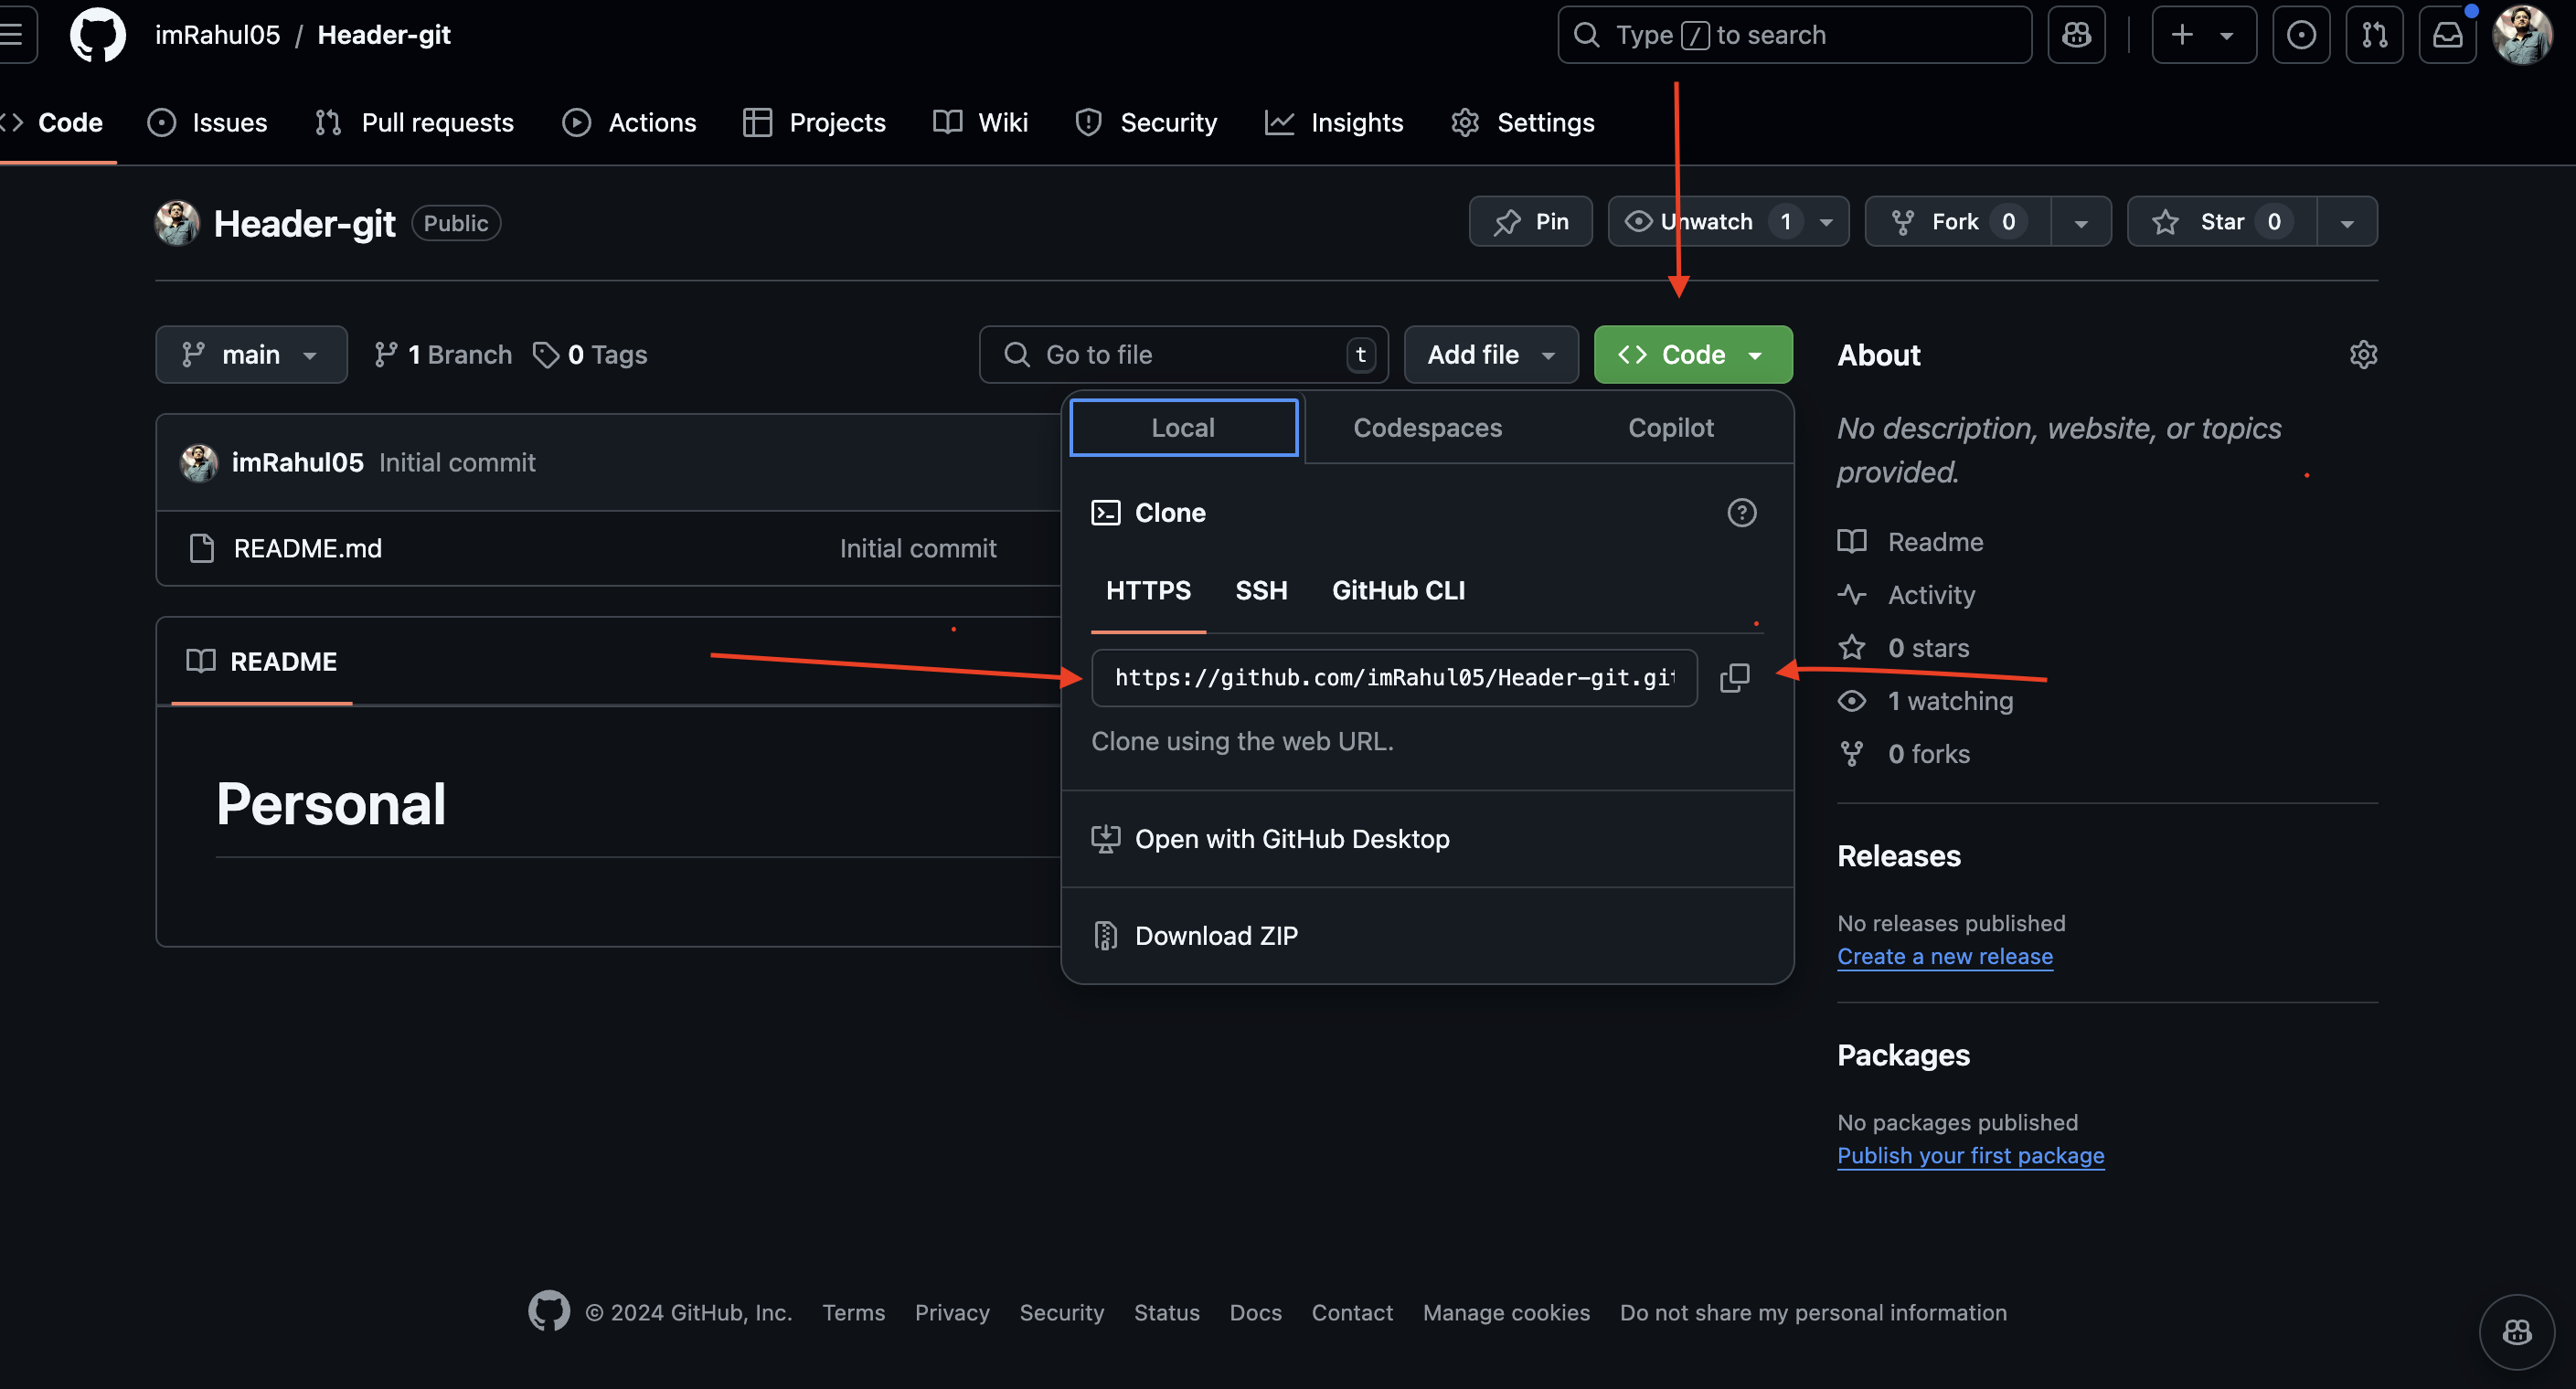 imRahul05 / Header-git
Type / to search
Code Issues Pull requests Actions Projects Wiki Security Insights Settings
Header-git Public
Pin Unwatch 1 Fork 0 Star 0
main 1 Branch 0 Tags
Go to file t Add file Code
About
Local Codespaces Copilot
No description, website, or topics
provided.
imRahul05 Initial commit
Clone
README.md Initial commit
Readme
HTTPS SSH GitHub CLI
Activity
README
0 stars
https://github.com/imRahul05/Header-git.git
1 watching
Clone using the web URL.
0 forks
Personal
Open with GitHub Desktop
Releases
Download ZIP
No releases published
Create a new release
Packages
No packages published
Publish your first package
© 2024 GitHub, Inc. Terms Privacy Security Status Docs Contact Manage cookies Do not share my personal information